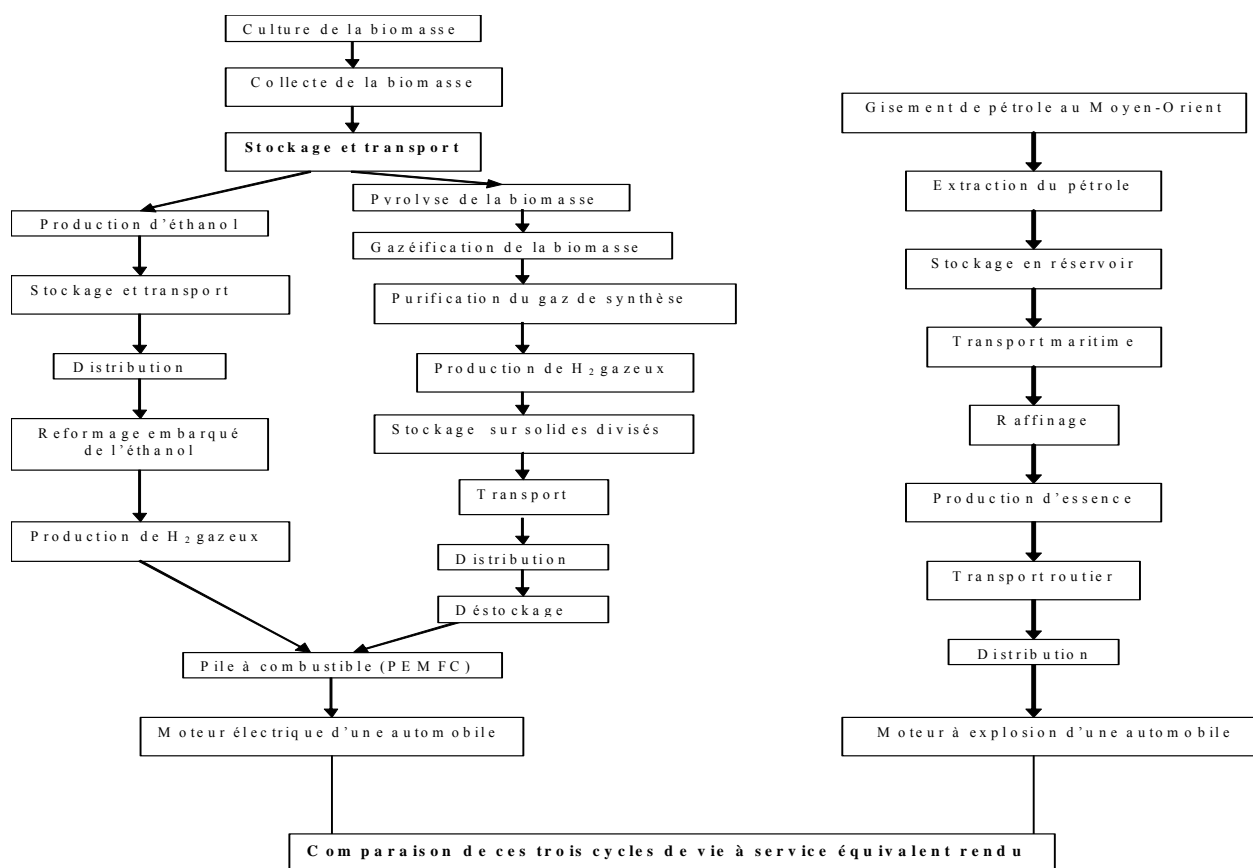 Culture de la biomasse
Collecte de la biomasse
Stockage et transport
Production d'éthanol
Stockage et transport
Distribution
Reformage embarqué
de l'éthanol
Production de H₂ gazeux
Pyrolyse de la biomasse
Gazéification de la biomasse
Purification du gaz de synthèse
Production de H₂ gazeux
Stockage sur solides divisés
Transport
Distribution
Déstockage
Pile à combustible (PEMFC)
Moteur électrique d'une automobile
Gisement de pétrole au Moyen-Orient
Extraction du pétrole
Stockage en réservoir
Transport maritime
Raffinage
Production d'essence
Transport routier
Distribution
Moteur à explosion d'une automobile
Comparaison de ces trois cycles de vie à service équivalent rendu